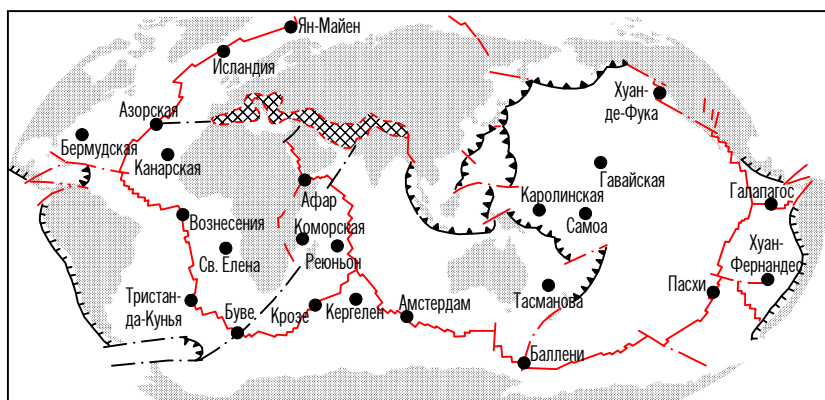 Ян-Майен
Исландия
Азорская
Бермудская
Канарская
Хуан-
де-Фука
Гавайская
Афар
Каролинская
Самоа
Галапагос
Вознесения
Коморская
Св. Елена
Реюньон
Хуан-
Фернандес
Тристан-
да-Кунья
Буве
Крозе
Кергелен
Амстердам
Тасманова
Пасхи
Баллени